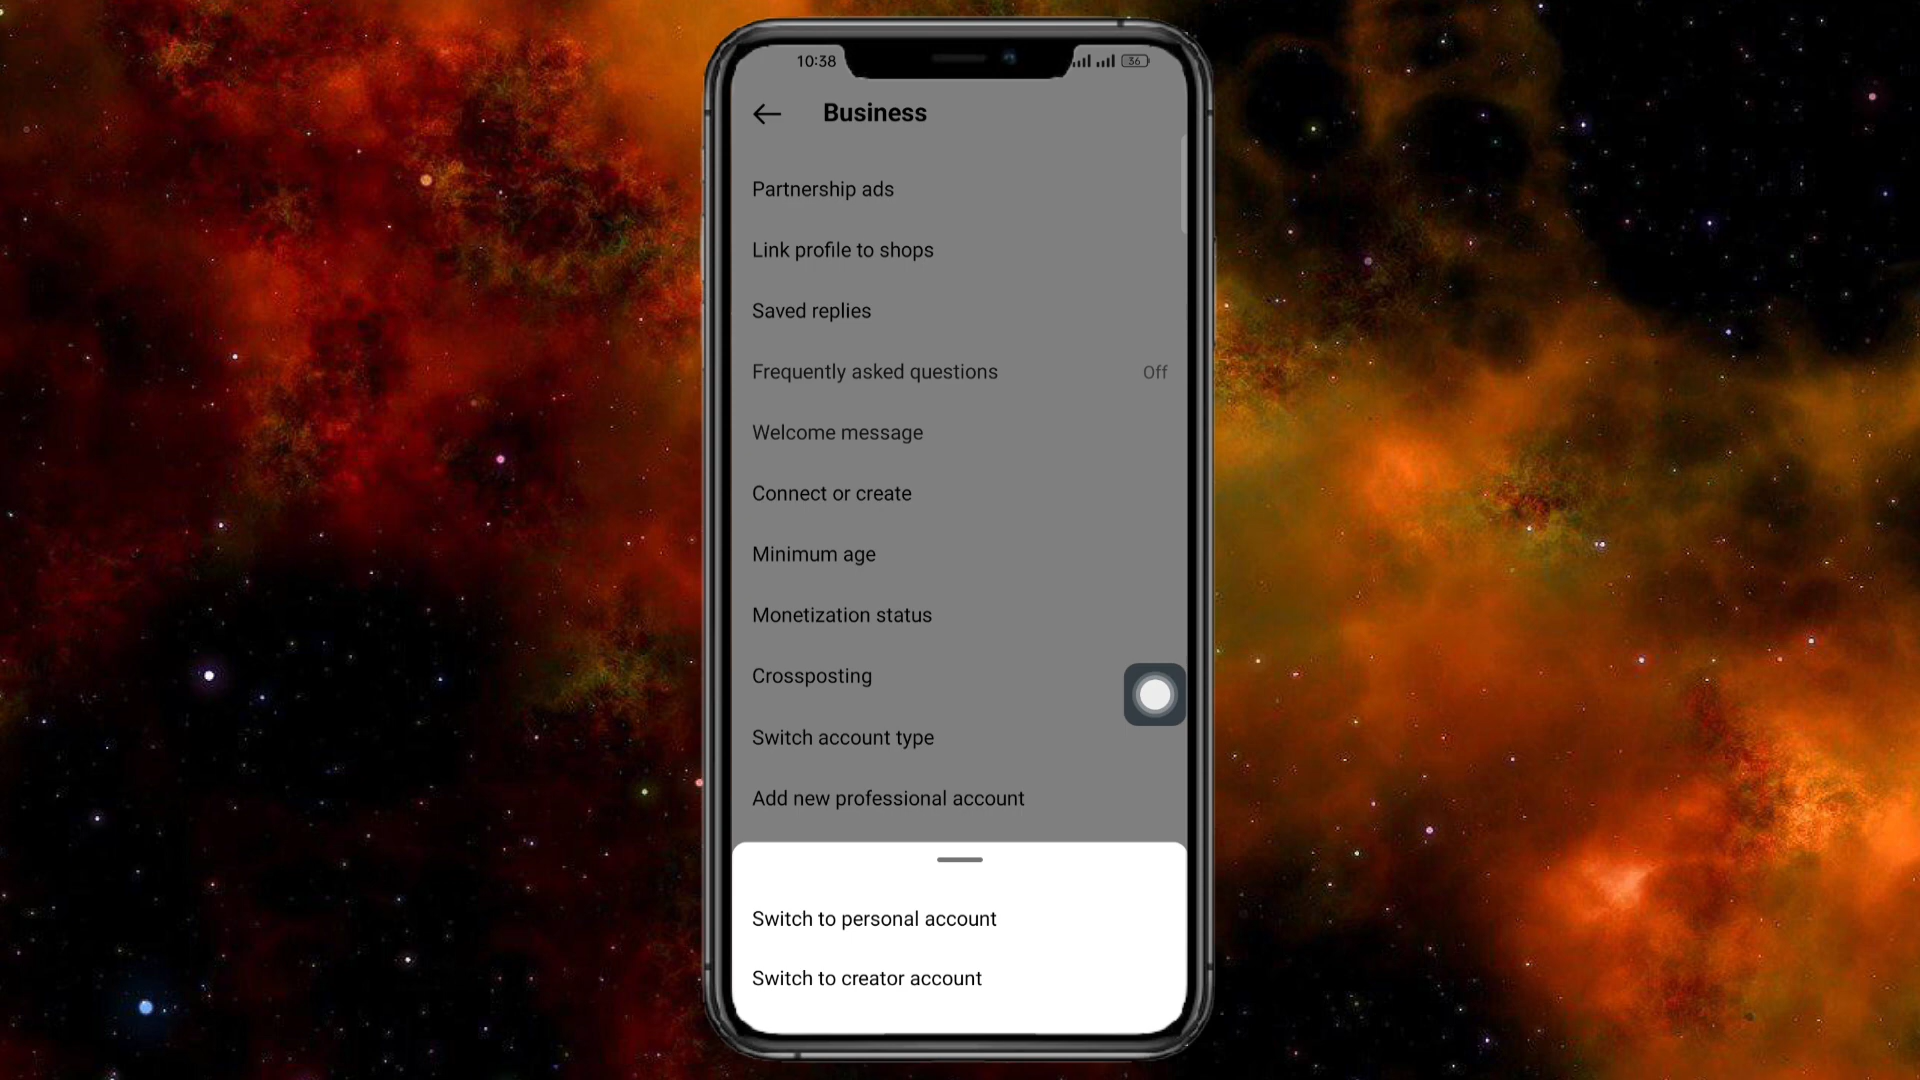 10:38
36
Business
Partnership ads
Link profile to shops
Saved replies
Frequently asked questions Off
Welcome message
Connect or create
Minimum age
Monetization status
Crossposting
Switch account type
Add new professional account
Switch to personal account
Switch to creator account